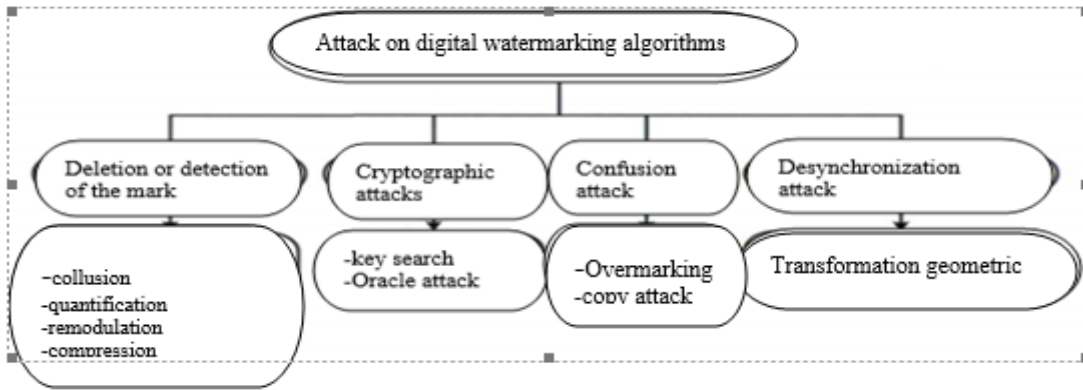 Attack on digital watermarking algorithms
Deletion or detection
of the mark
Cryptographic
attacks
Confusion
attack
Desynchronization
attack
-collusion
-quantification
-remodulation
-compression
-key search
-Oracle attack
-Overmarking
-copy attack
Transformation geometric